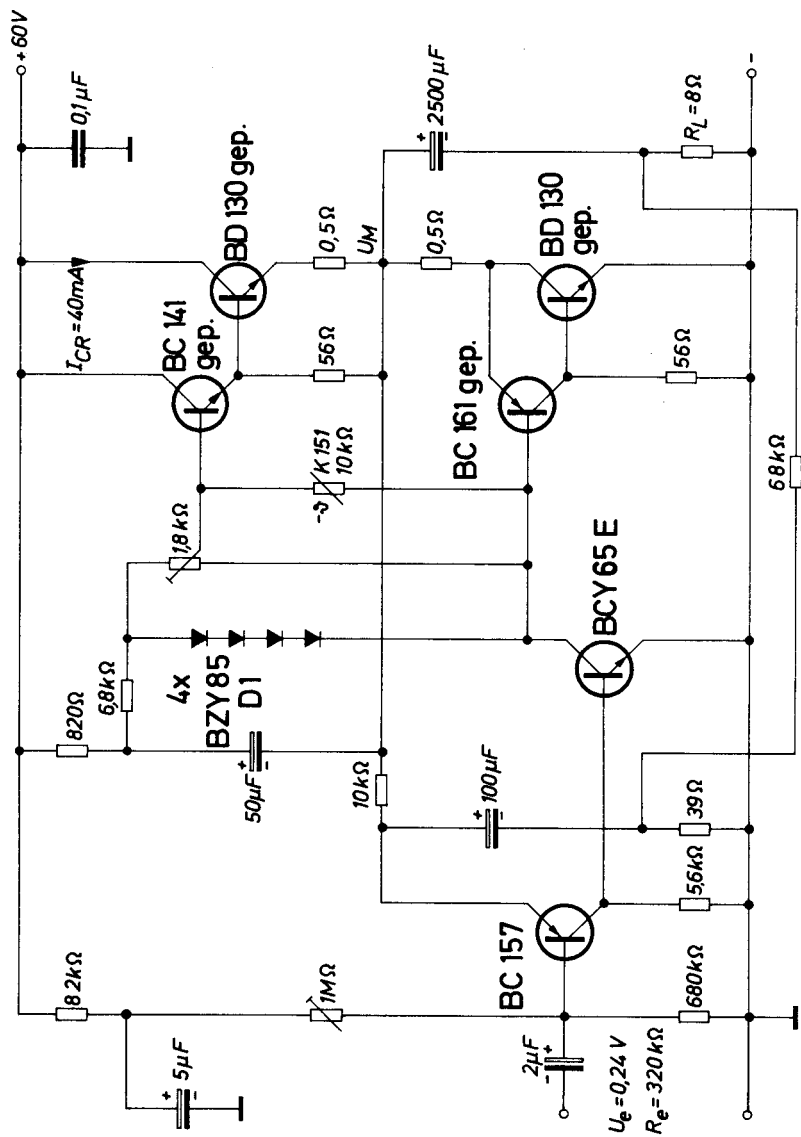 +60V
0,1μF
I_CR=40mA
BD 130 gep.
0,5Ω
U_M
+
2500μF
-
R_L=8Ω
-
BC 141
gep.
56Ω
0,5Ω
BD 130
gep.
K 151
10kΩ
-ϑ
BC 161 gep.
56Ω
1,8kΩ
68kΩ
BCY 65 E
4x
BZY 85
D1
6,8kΩ
820Ω
+
50μF
-
10kΩ
+
100μF
-
39Ω
5,6kΩ
BC 157
82kΩ
1MΩ
680kΩ
+
5μF
-
2μF
-
+
U_e=0,24V
R_e=320kΩ